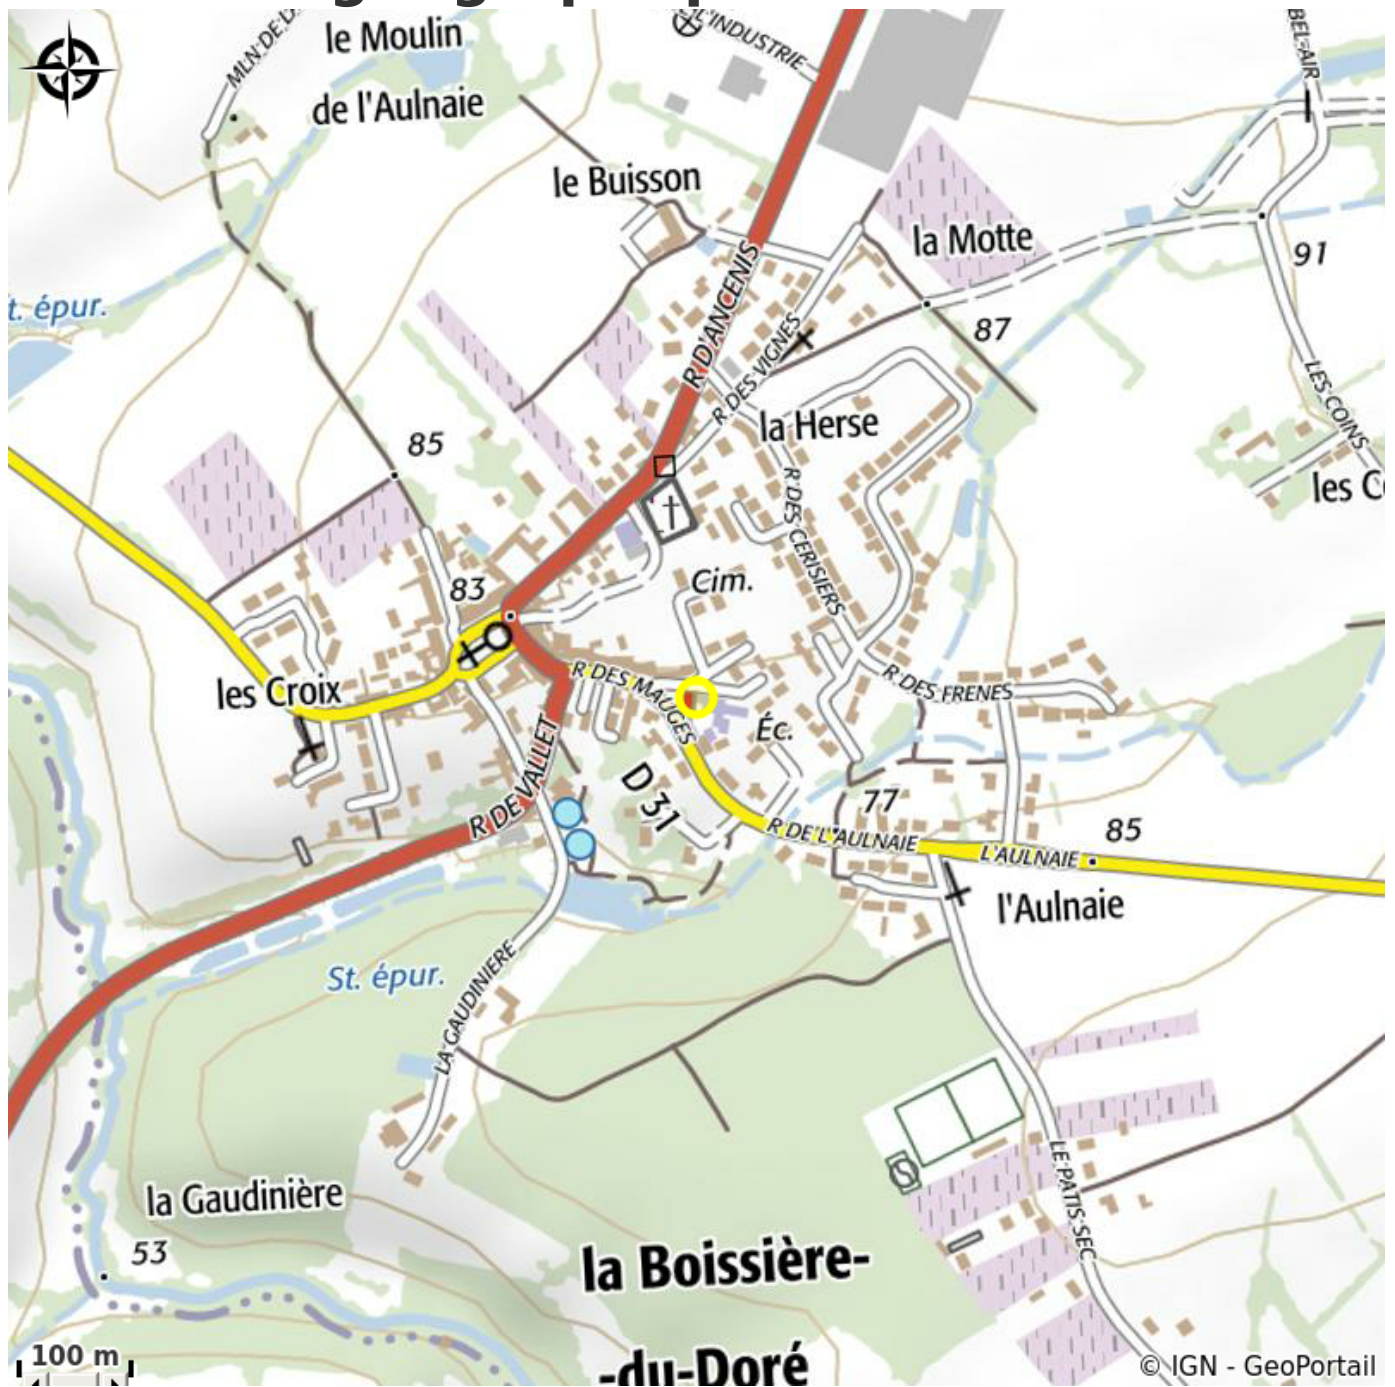 le Moulin
de l'Aulnaie
L'INDUSTRIE
BEL-AIR
le Buisson
la Motte
91
t. épur.
87
R D'ANCENIS
R DES VIGNES
LES COINS
la Herse
85
les C
R DES CERISIERS
83
Cim.
les Croix
R DES MAUGES
R DES FRENES
Éc.
R DE VALLET
D 31
77
R DE L'AULNAIE
L'AULNAIE
85
l'Aulnaie
St. épur.
LA GAUDINIERE
LE PATIS SEC
la Gaudinière
53
la Boissière-
-du-Doré
100 m
© IGN - GeoPortail